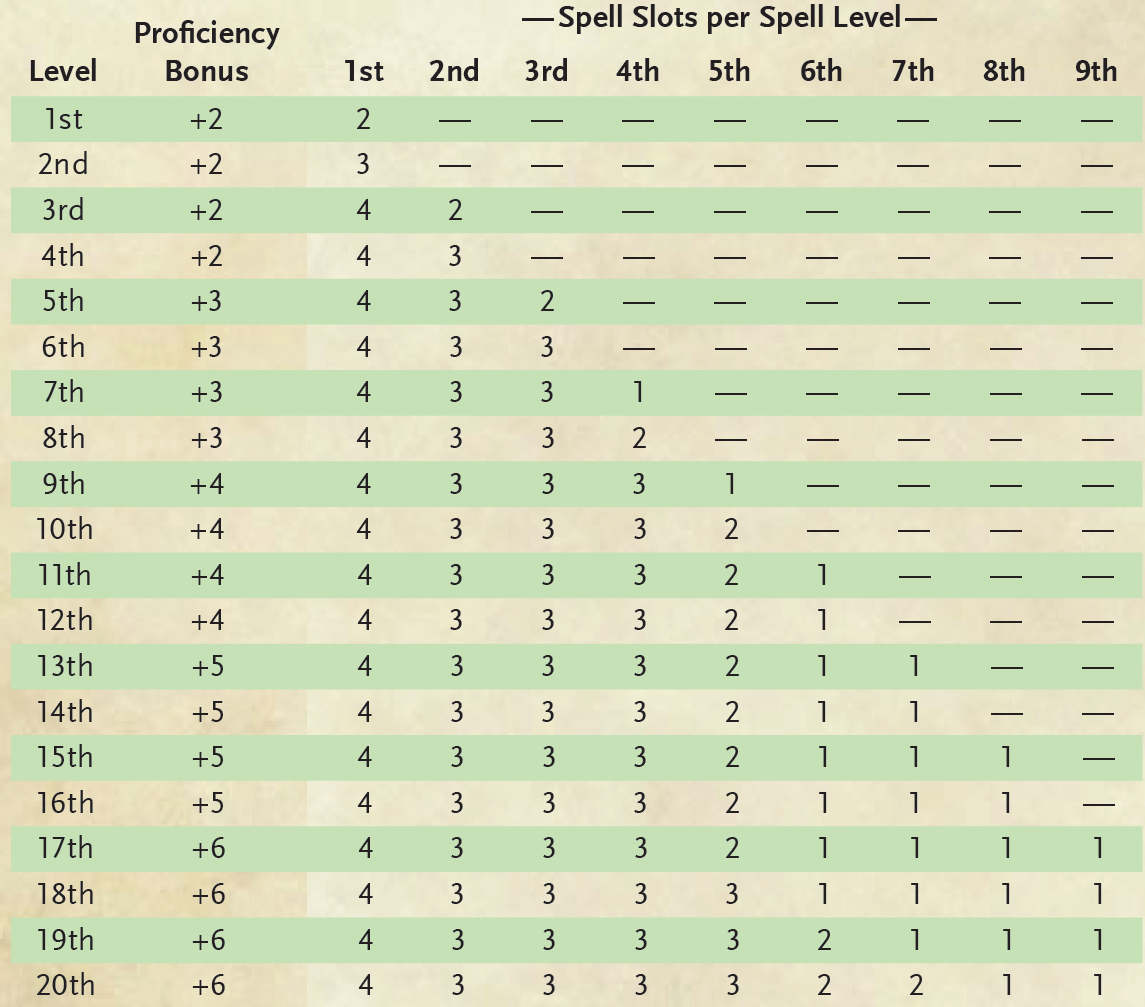 —Spell Slots per Spell Level—
Proficiency
Level Bonus 1st 2nd 3rd 4th 5th 6th 7th 8th 9th
1st +2 2 — — — — — — — —
2nd +2 3 — — — — — — — —
3rd +2 4 2 — — — — — — —
4th +2 4 3 — — — — — — —
5th +3 4 3 2 — — — — — —
6th +3 4 3 3 — — — — — —
7th +3 4 3 3 1 — — — — —
8th +3 4 3 3 2 — — — — —
9th +4 4 3 3 3 1 — — — —
10th +4 4 3 3 3 2 — — — —
11th +4 4 3 3 3 2 1 — — —
12th +4 4 3 3 3 2 1 — — —
13th +5 4 3 3 3 2 1 1 — —
14th +5 4 3 3 3 2 1 1 — —
15th +5 4 3 3 3 2 1 1 1 —
16th +5 4 3 3 3 2 1 1 1 —
17th +6 4 3 3 3 2 1 1 1 1
18th +6 4 3 3 3 3 1 1 1 1
19th +6 4 3 3 3 3 2 1 1 1
20th +6 4 3 3 3 3 2 2 1 1